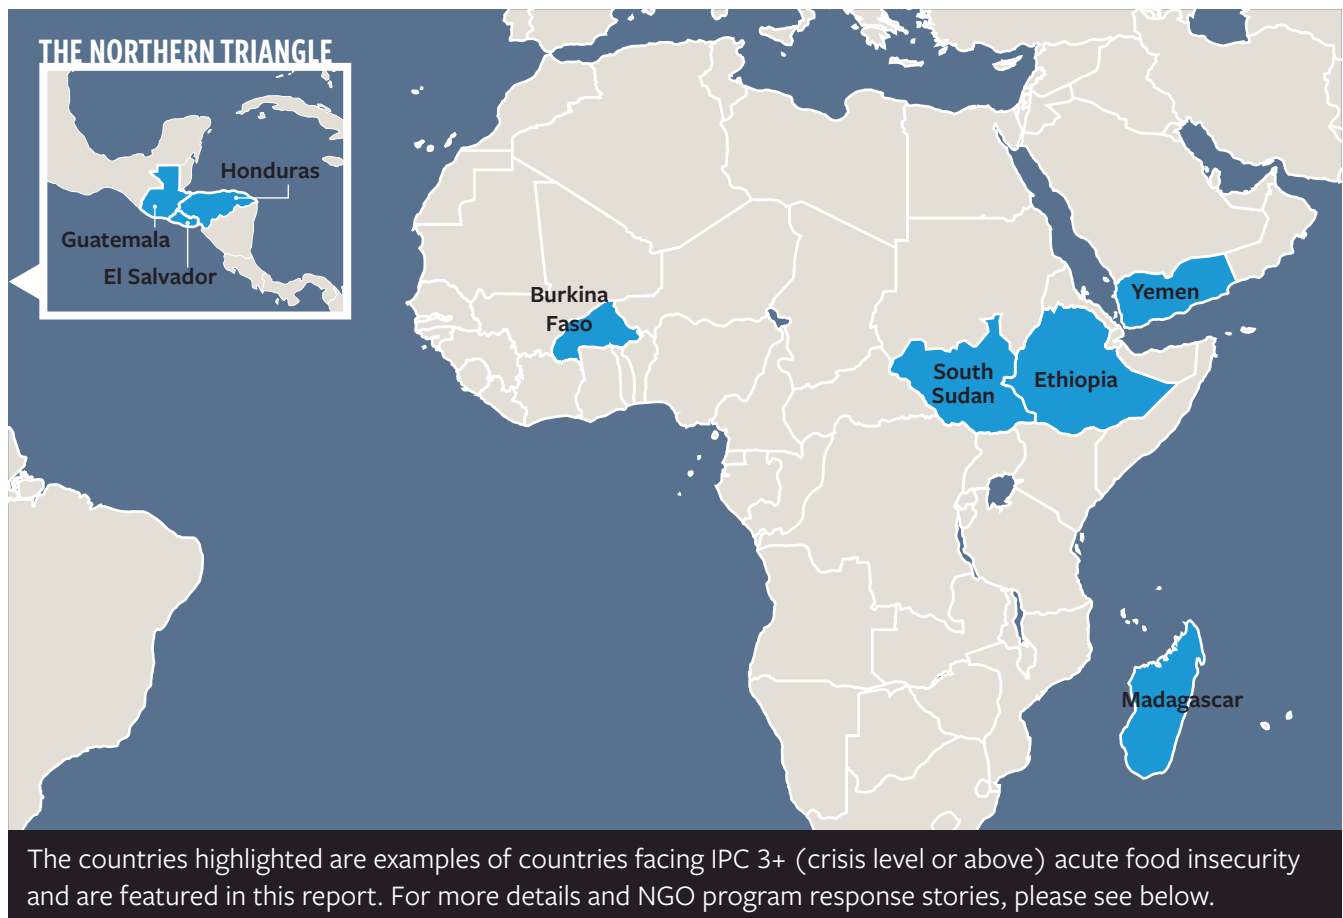 THE NORTHERN TRIANGLE
Honduras
Guatemala
El Salvador
Burkina
Faso
Yemen
South
Sudan
Ethiopia
Madagascar
The countries highlighted are examples of countries facing IPC 3+ (crisis level or above) acute food insecurity
and are featured in this report. For more details and NGO program response stories, please see below.